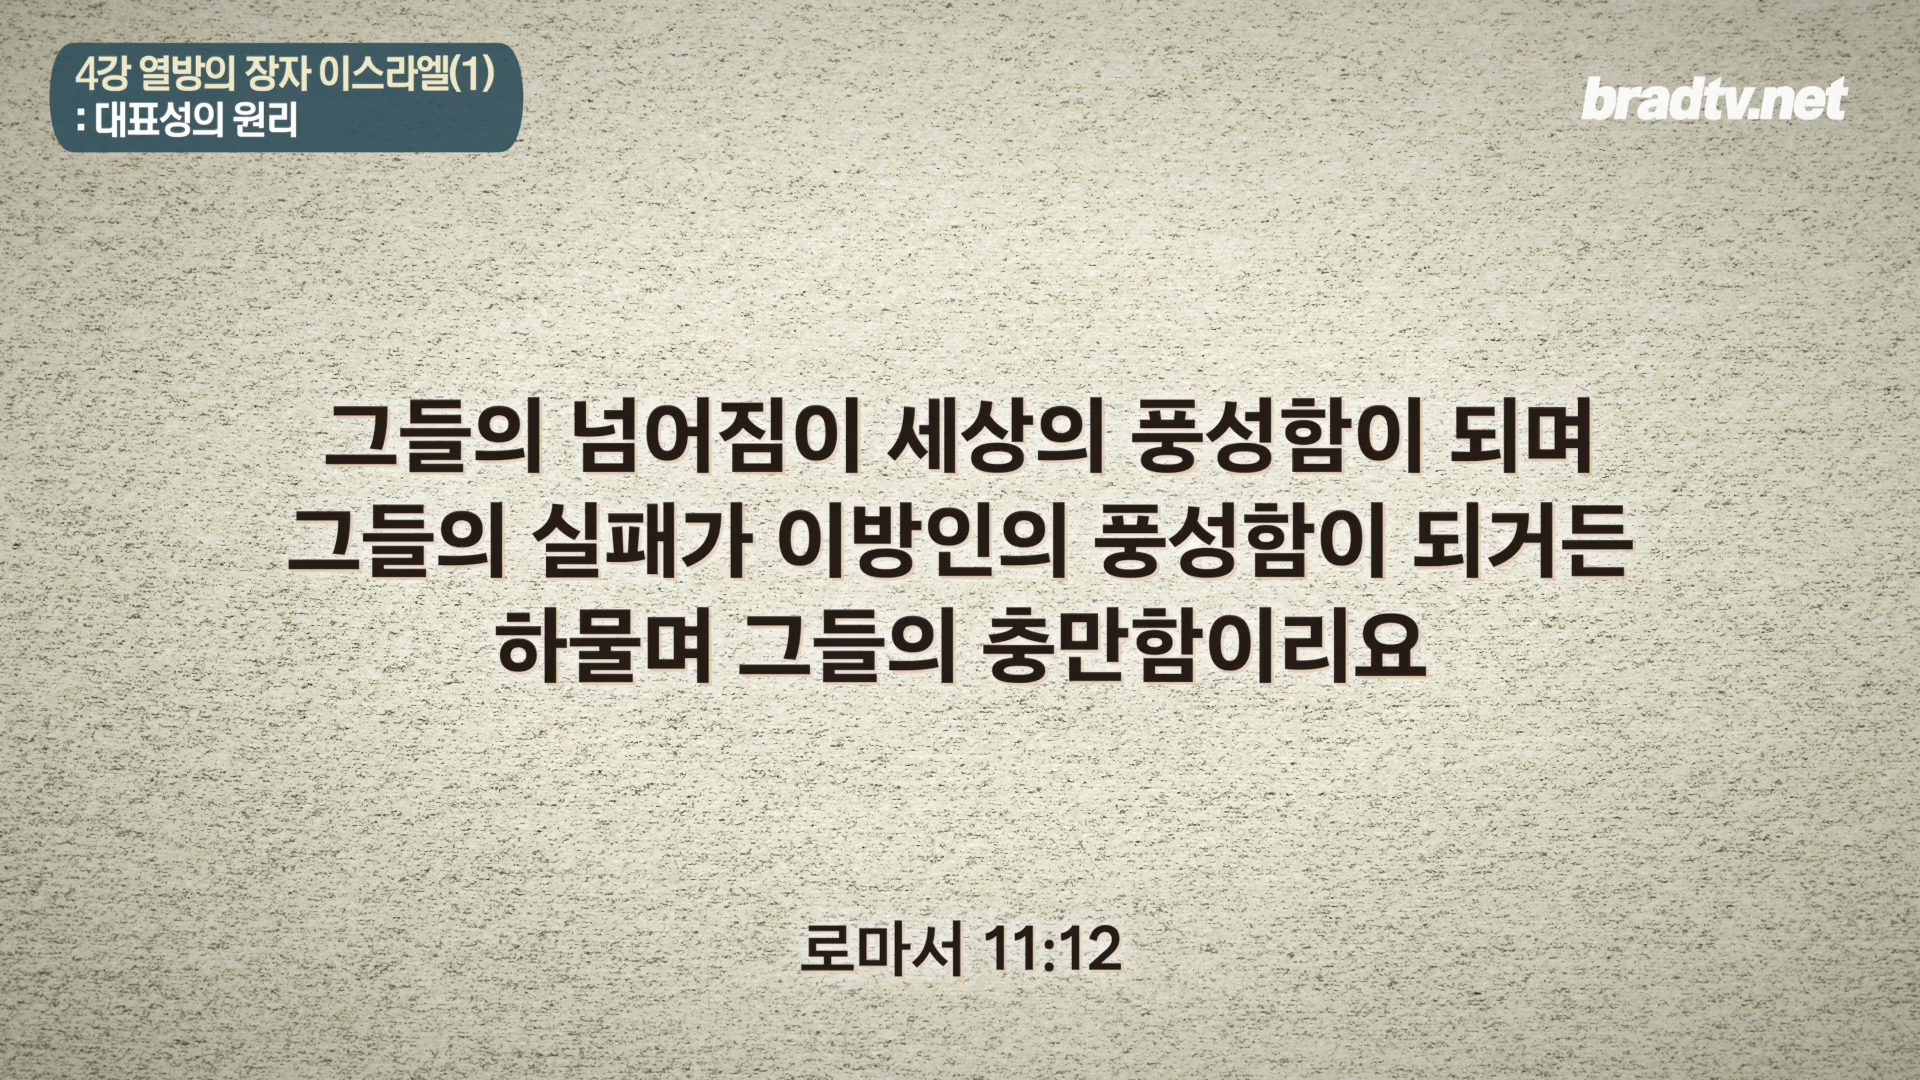 4강 열방의 장자 이스라엘(1)
: 대표성의 원리
bradtv.net
그들의 넘어짐이 세상의 풍성함이 되며
그들의 실패가 이방인의 풍성함이 되거든
하물며 그들의 충만함이리요
로마서 11:12